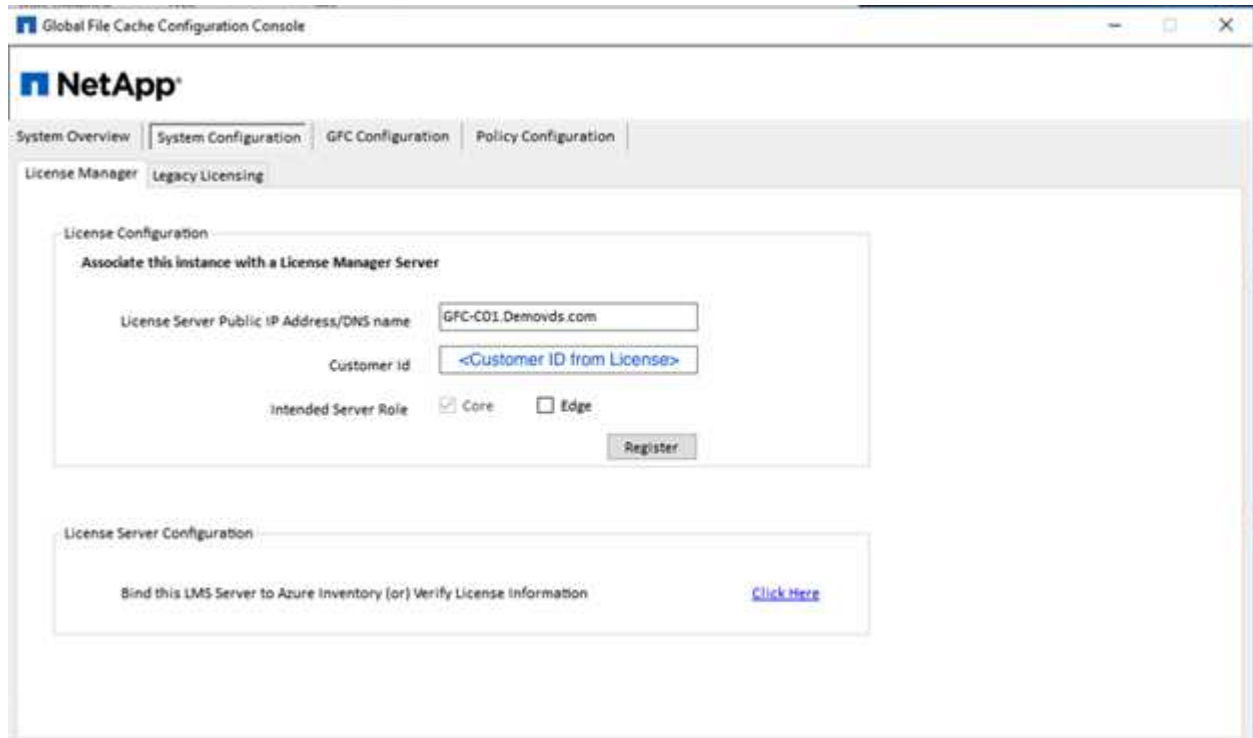 Global File Cache Configuration Console
NetApp
System Overview System Configuration GFC Configuration Policy Configuration
License Manager Legacy Licensing
License Configuration
Associate this instance with a License Manager Server
License Server Public IP Address/DNS name GFC-C01.Demovds.com
Customer Id <Customer ID from License>
Intended Server Role Core Edge
Register
License Server Configuration
Bind this LMS Server to Azure Inventory (or) Verify License Information Click Here